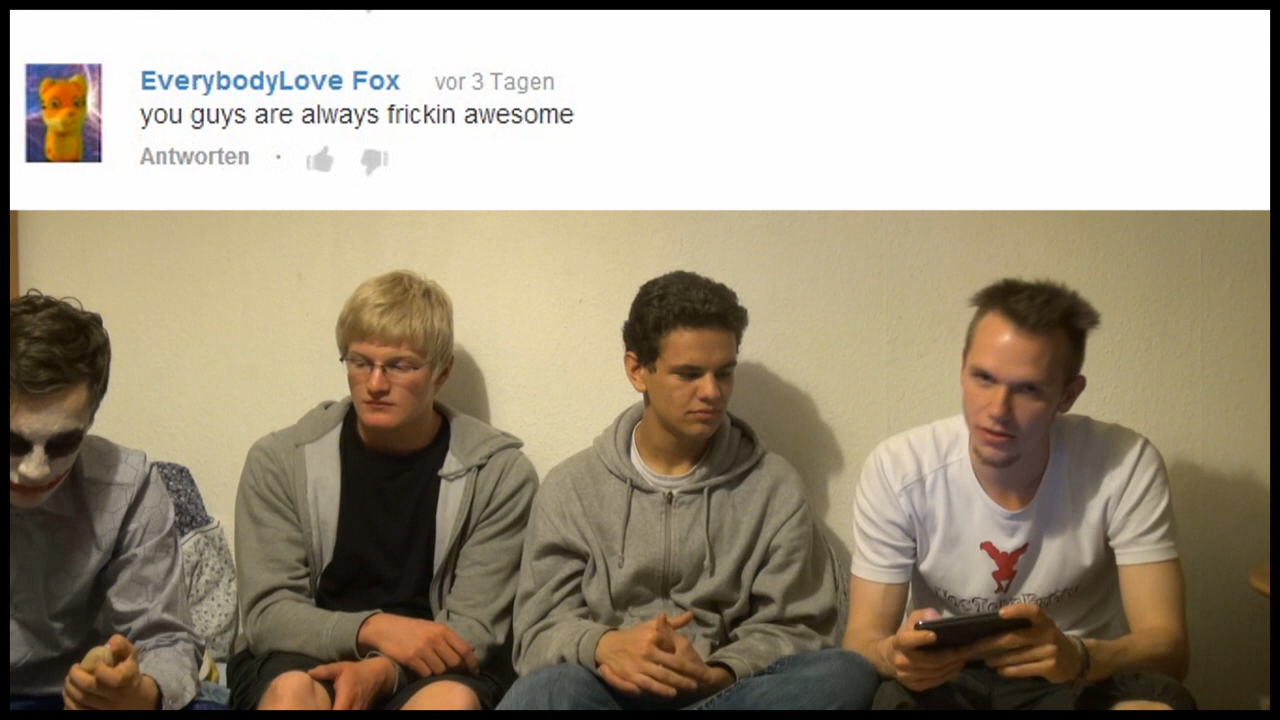 EverybodyLove Fox vor 3 Tagen
you guys are always frickin awesome
Antworten ·